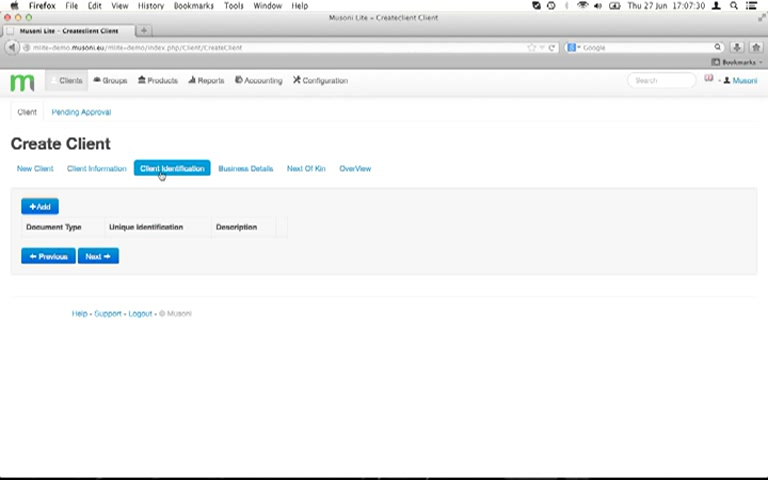 Firefox File Edit View History Bookmarks Tools Window Help Thu 27 Jun 17:07:30
Musoni Lite - Createclient Client
Musoni Lite - Createclient Client
mlite-demo.musoni.eu/mlite-demo/index.php/Client/CreateClient Google
Bookmarks
m Clients Groups Products Reports Accounting Configuration Search Musoni
Client Pending Approval
Create Client
New Client Client Information Client Identification Business Details Next Of Kin OverView
+Add
Document Type Unique Identification Description
← Previous Next →
Help - Support - Logout - © Musoni